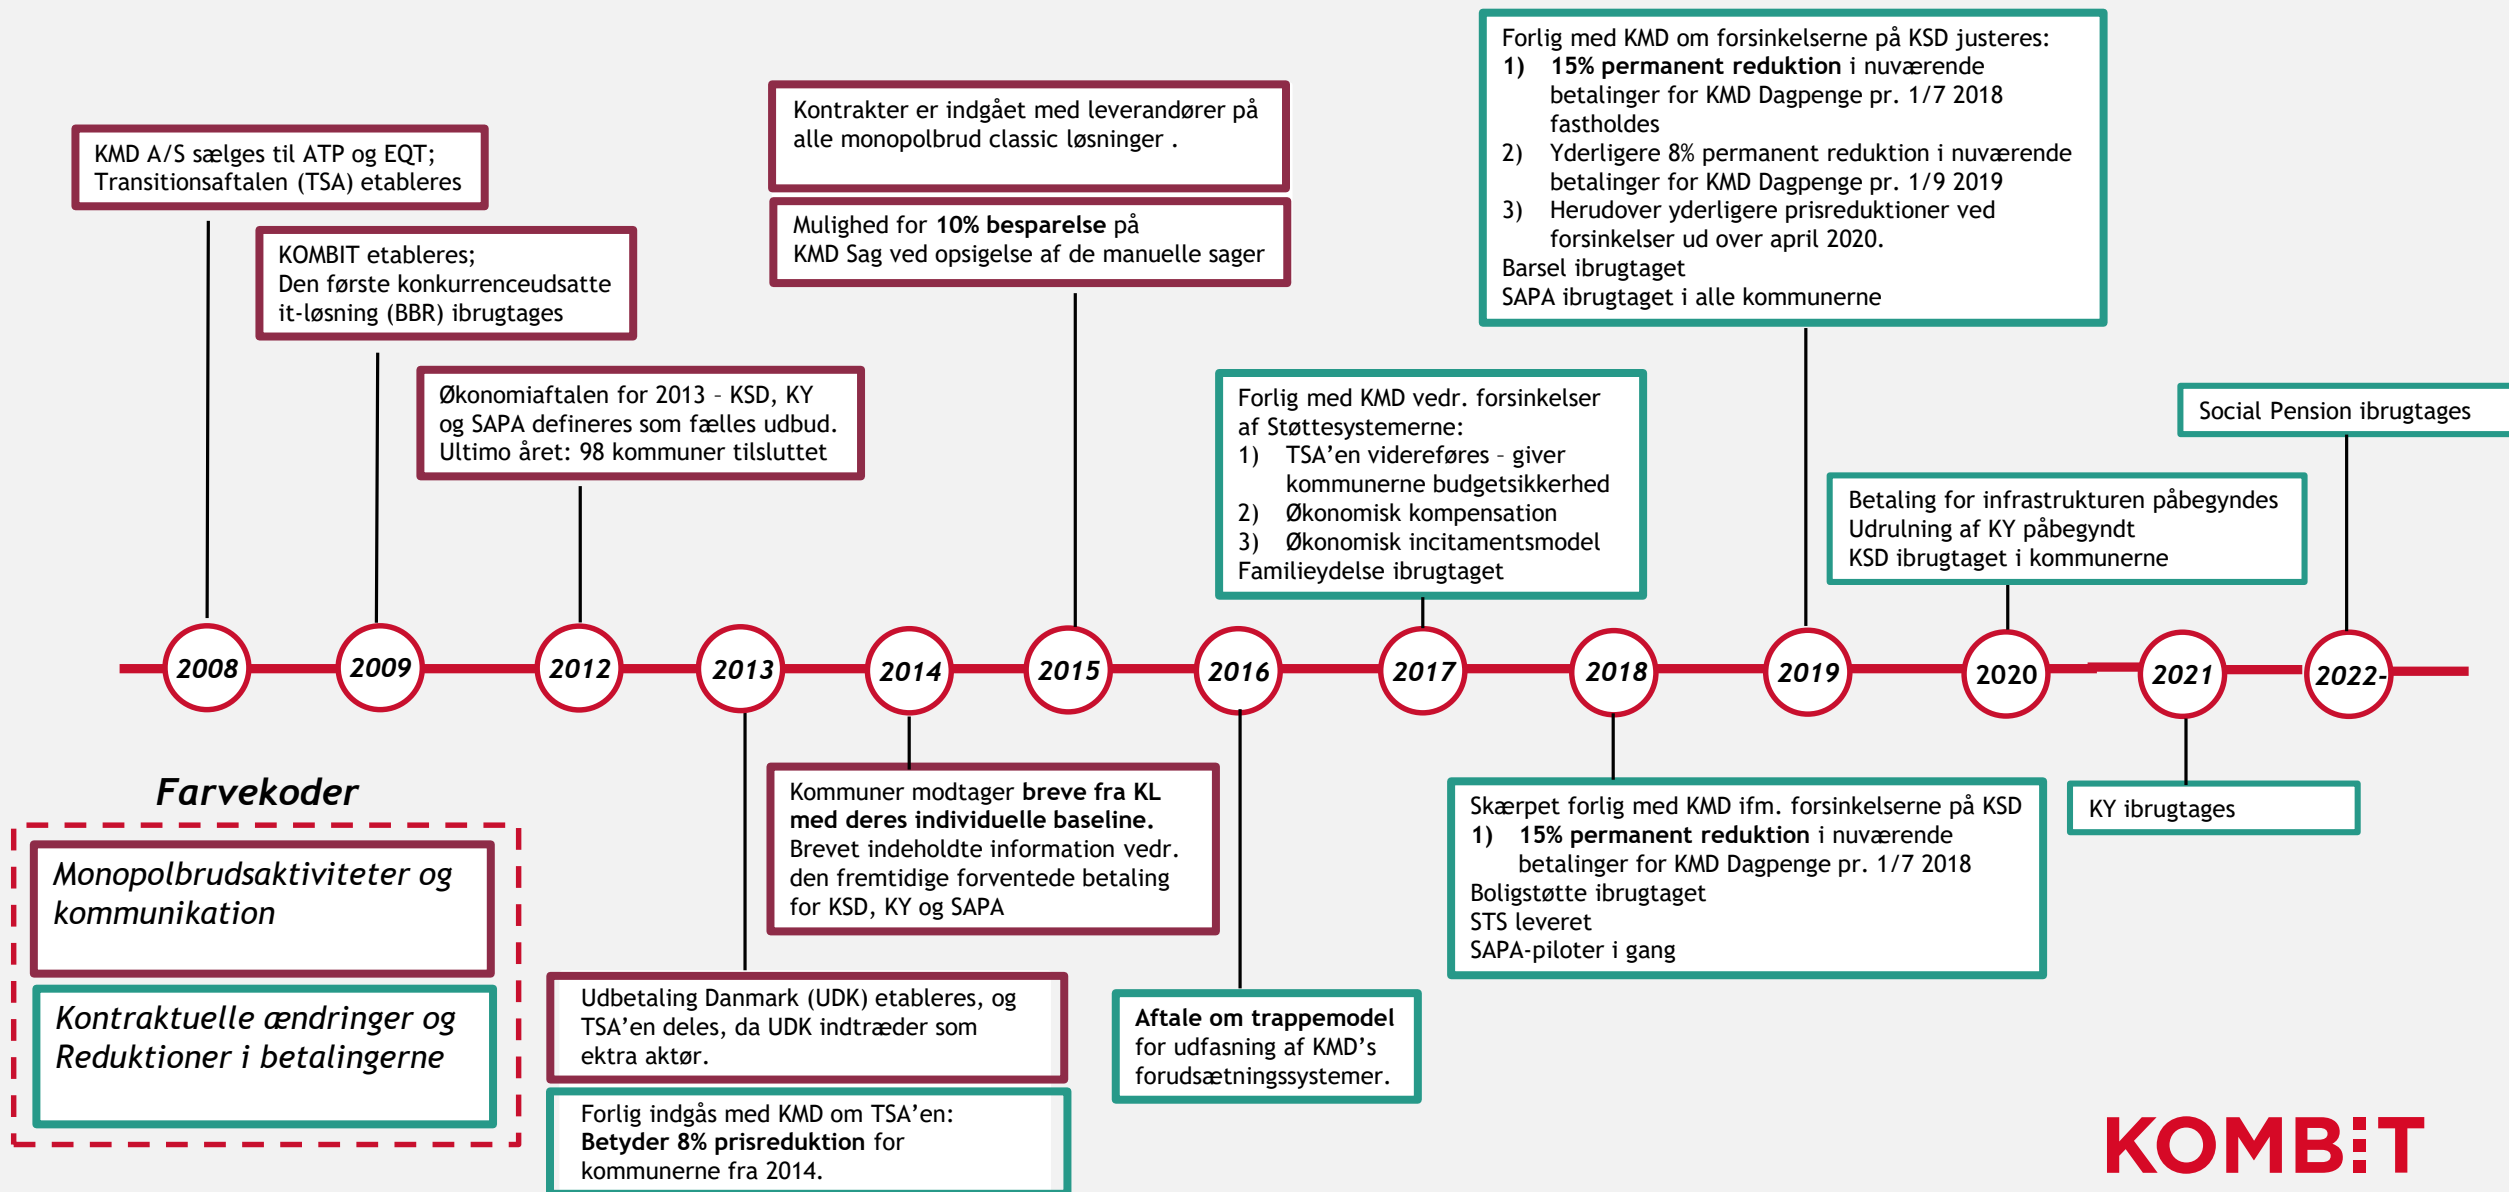 KMD A/S sælges til ATP og EQT;
Transitionsaftalen (TSA) etableres
KOMBIT etableres;
Den første konkurrenceudsatte
it-løsning (BBR) ibrugtages
Økonomiaftalen for 2013 – KSD, KY
og SAPA defineres som fælles udbud.
Ultimo året: 98 kommuner tilsluttet
Kontrakter er indgået med leverandører på
alle monopolbrud classic løsninger .
Mulighed for 10% besparelse på
KMD Sag ved opsigelse af de manuelle sager
Forlig med KMD vedr. forsinkelser
af Støttesystemerne:
1) TSA’en videreføres – giver
kommunerne budgetsikkerhed
2) Økonomisk kompensation
3) Økonomisk incitamentsmodel
Familieydelse ibrugtaget
Forlig med KMD om forsinkelserne på KSD justeres:
1) 15% permanent reduktion i nuværende
betalinger for KMD Dagpenge pr. 1/7 2018
fastholdes
2) Yderligere 8% permanent reduktion i nuværende
betalinger for KMD Dagpenge pr. 1/9 2019
3) Herudover yderligere prisreduktioner ved
forsinkelser ud over april 2020.
Barsel ibrugtaget
SAPA ibrugtaget i alle kommunerne
Betaling for infrastrukturen påbegyndes
Udrulning af KY påbegyndt
KSD ibrugtaget i kommunerne
Social Pension ibrugtages
2008 2009 2012 2013 2014 2015 2016 2017 2018 2019 2020 2021 2022-
Farvekoder
Monopolbrudsaktiviteter og
kommunikation
Kontraktuelle ændringer og
Reduktioner i betalingerne
Udbetaling Danmark (UDK) etableres, og
TSA’en deles, da UDK indtræder som
ektra aktør.
Forlig indgås med KMD om TSA’en:
Betyder 8% prisreduktion for
kommunerne fra 2014.
Kommuner modtager breve fra KL
med deres individuelle baseline.
Brevet indeholdte information vedr.
den fremtidige forventede betaling
for KSD, KY og SAPA
Aftale om trappemodel
for udfasning af KMD’s
forudsætningssystemer.
Skærpet forlig med KMD ifm. forsinkelserne på KSD
1) 15% permanent reduktion i nuværende
betalinger for KMD Dagpenge pr. 1/7 2018
Boligstøtte ibrugtaget
STS leveret
SAPA-piloter i gang
KY ibrugtages
KOMBIT